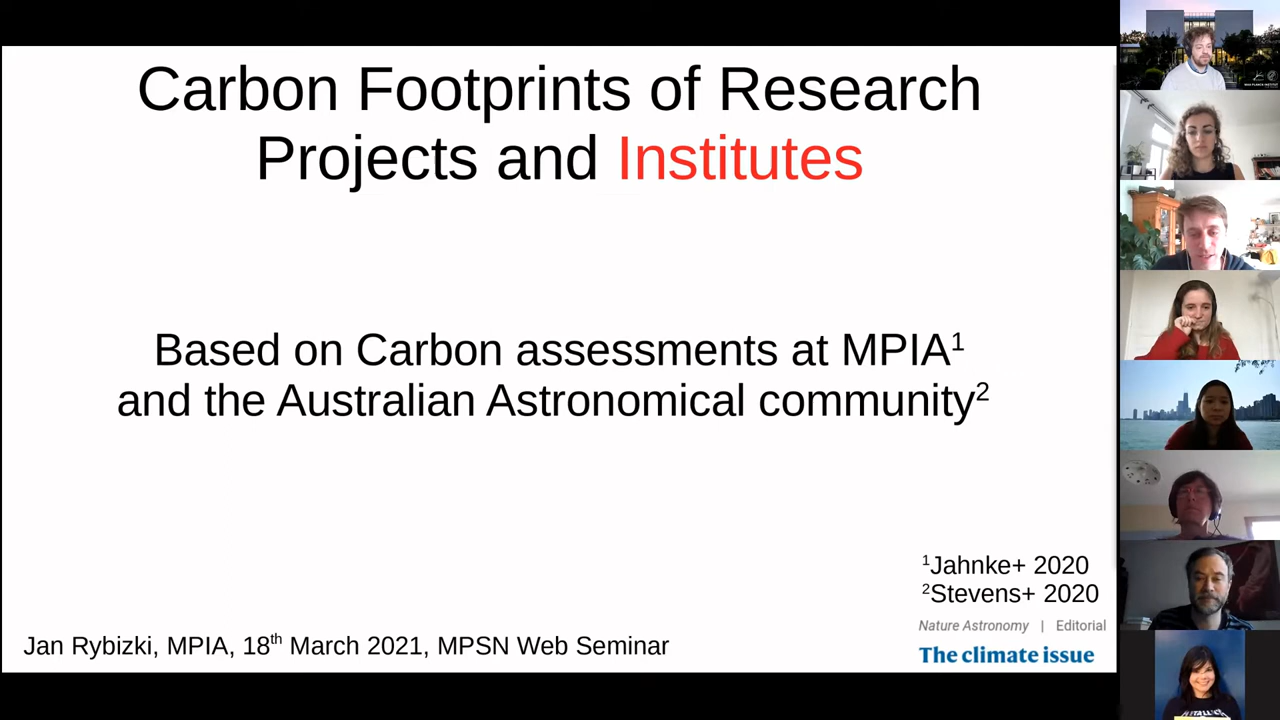 Carbon Footprints of Research
Projects and Institutes
Based on Carbon assessments at MPIA¹
and the Australian Astronomical community²
¹Jahnke+ 2020
²Stevens+ 2020
Nature Astronomy | Editorial
The climate issue
Jan Rybizki, MPIA, 18th March 2021, MPSN Web Seminar